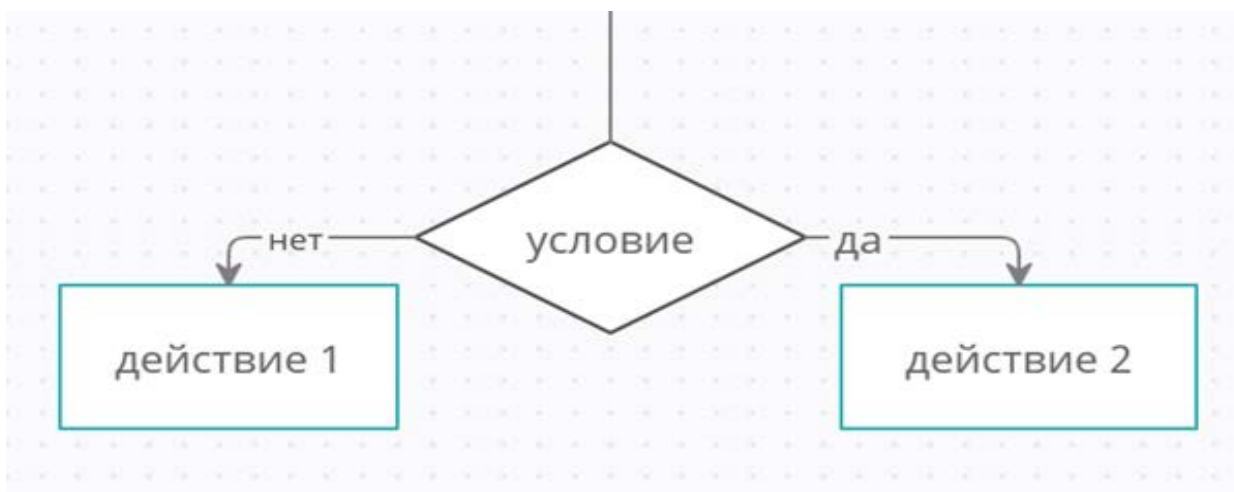 условие
нет
да
действие 1
действие 2